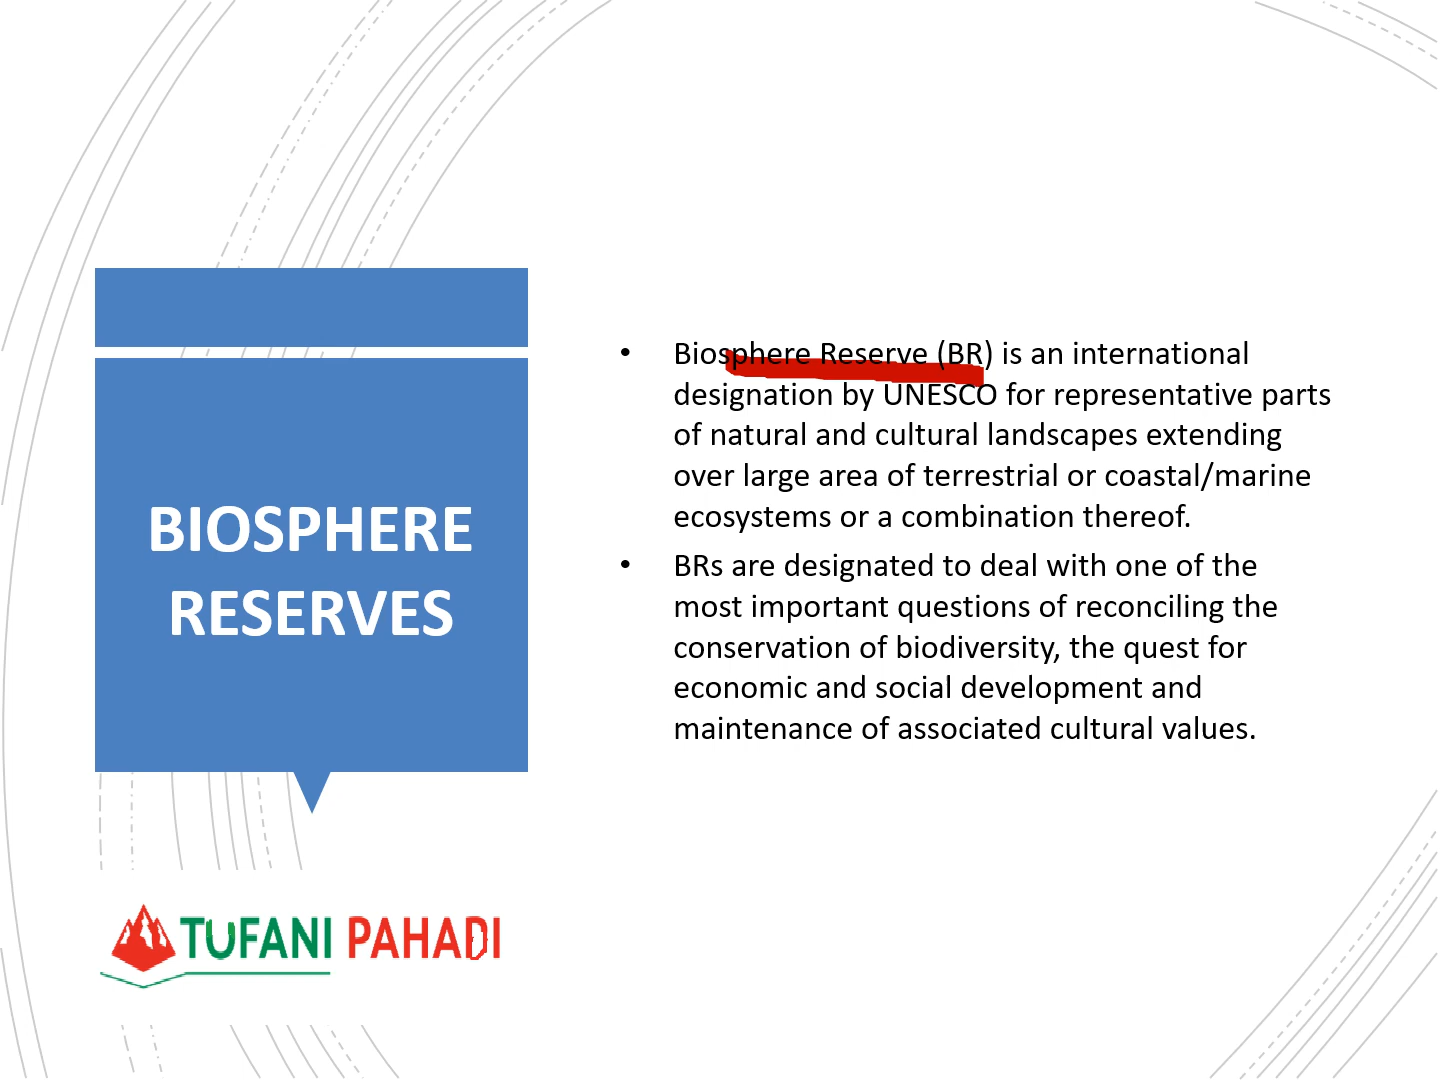 BIOSPHERE
RESERVES
• Biosphere Reserve (BR) is an international
designation by UNESCO for representative parts
of natural and cultural landscapes extending
over large area of terrestrial or coastal/marine
ecosystems or a combination thereof.
• BRs are designated to deal with one of the
most important questions of reconciling the
conservation of biodiversity, the quest for
economic and social development and
maintenance of associated cultural values.
TUFANI PAHADI